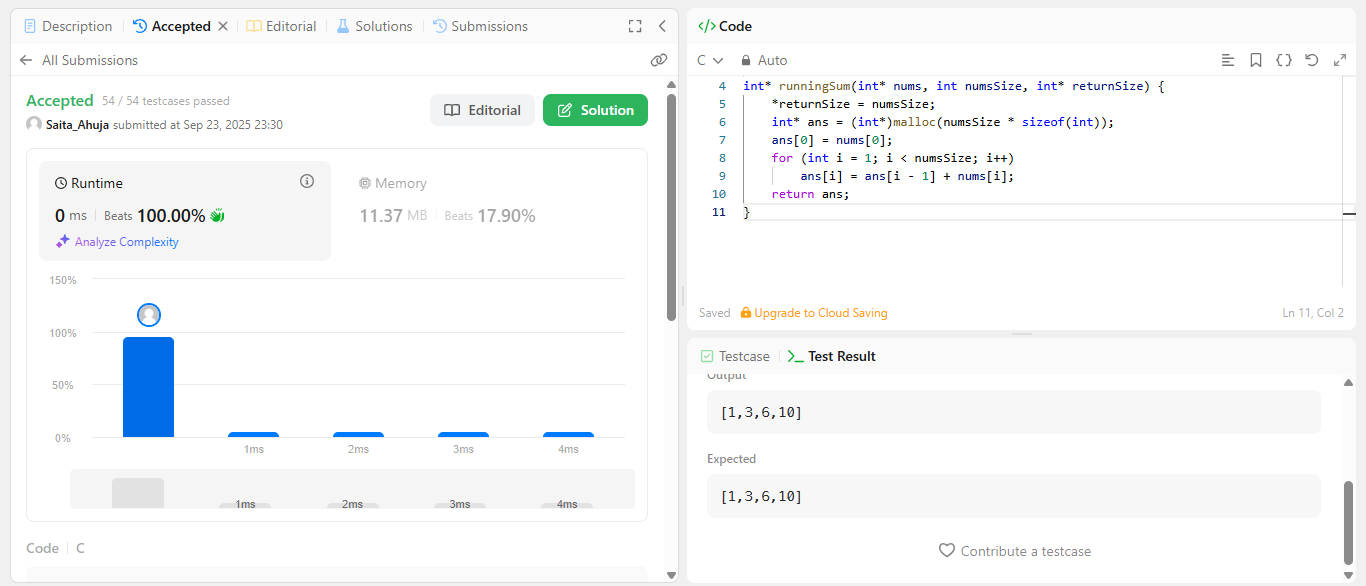 Description
Accepted
Editorial
Solutions
Submissions
All Submissions
Accepted 54 / 54 testcases passed
Saita_Ahuja submitted at Sep 23, 2025 23:30
Editorial
Solution
Runtime
0 ms Beats 100.00%
Analyze Complexity
Memory
11.37 MB Beats 17.90%
150%
100%
50%
0%
1ms 2ms 3ms 4ms
1ms 2ms 3ms 4ms
Code C
</> Code
C Auto
4 int* runningSum(int* nums, int numsSize, int* returnSize) {
5 *returnSize = numsSize;
6 int* ans = (int*)malloc(numsSize * sizeof(int));
7 ans[0] = nums[0];
8 for (int i = 1; i < numsSize; i++)
9 ans[i] = ans[i - 1] + nums[i];
10 return ans;
11 }
Saved Upgrade to Cloud Saving Ln 11, Col 2
Testcase
Test Result
Output
[1,3,6,10]
Expected
[1,3,6,10]
Contribute a testcase